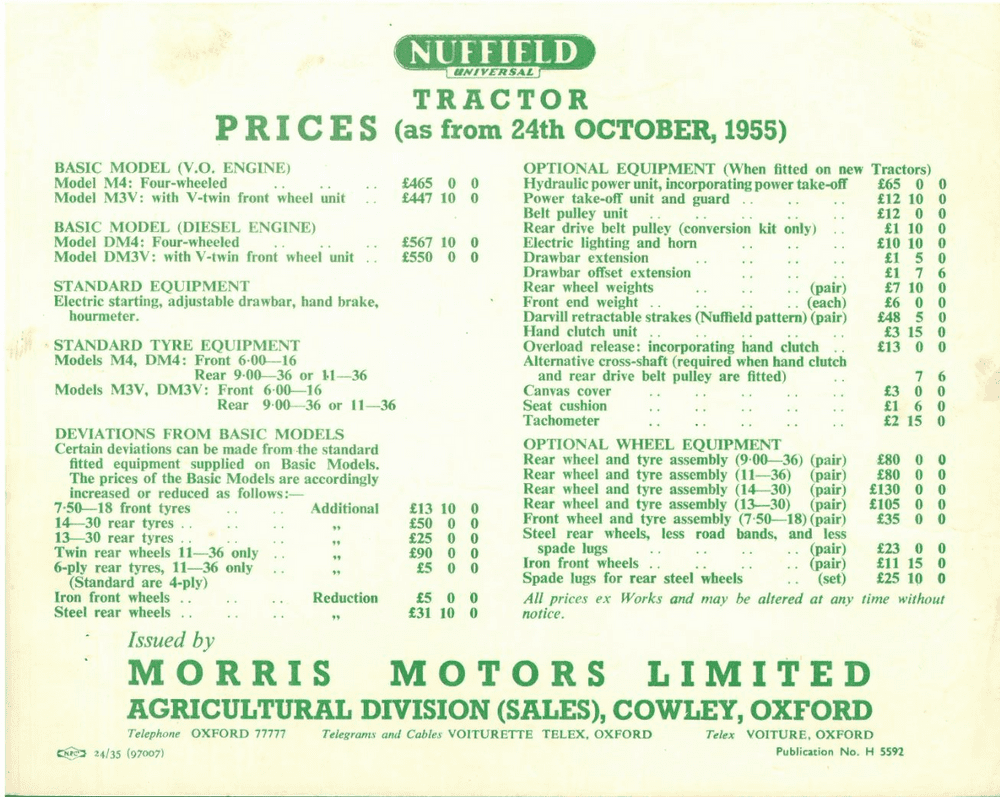 NUFFIELD
UNIVERSAL
TRACTOR
PRICES (as from 24th OCTOBER, 1955)
BASIC MODEL (V.O. ENGINE)
Model M4: Four-wheeled .. .. .. £465 0 0
Model M3V: with V-twin front wheel unit .. £447 10 0
BASIC MODEL (DIESEL ENGINE)
Model DM4: Four-wheeled .. .. .. £567 10 0
Model DM3V: with V-twin front wheel unit .. £550 0 0
STANDARD EQUIPMENT
Electric starting, adjustable drawbar, hand brake,
hourmeter.
STANDARD TYRE EQUIPMENT
Models M4, DM4: Front 6·00—16
Rear 9·00—36 or 11—36
Models M3V, DM3V: Front 6·00—16
Rear 9·00—36 or 11—36
DEVIATIONS FROM BASIC MODELS
Certain deviations can be made from the standard
fitted equipment supplied on Basic Models.
The prices of the Basic Models are accordingly
increased or reduced as follows:—
7·50—18 front tyres .. .. Additional £13 10 0
14—30 rear tyres .. .. .. „ £50 0 0
13—30 rear tyres .. .. .. „ £25 0 0
Twin rear wheels 11—36 only .. „ £90 0 0
6-ply rear tyres, 11—36 only .. „ £5 0 0
(Standard are 4-ply)
Iron front wheels .. .. .. Reduction £5 0 0
Steel rear wheels .. .. .. „ £31 10 0
OPTIONAL EQUIPMENT (When fitted on new Tractors)
Hydraulic power unit, incorporating power take-off £65 0 0
Power take-off unit and guard .. .. .. £12 10 0
Belt pulley unit .. .. .. .. £12 0 0
Rear drive belt pulley (conversion kit only) .. £1 10 0
Electric lighting and horn .. .. .. £10 10 0
Drawbar extension .. .. .. .. £1 5 0
Drawbar offset extension .. .. .. £1 7 6
Rear wheel weights .. .. .. (pair) £7 10 0
Front end weight .. .. .. .. (each) £6 0 0
Darvill retractable strakes (Nuffield pattern) (pair) £48 5 0
Hand clutch unit .. .. .. .. £3 15 0
Overload release: incorporating hand clutch .. £13 0 0
Alternative cross-shaft (required when hand clutch
and rear drive belt pulley are fitted) .. 7 6
Canvas cover .. .. .. .. £3 0 0
Seat cushion .. .. .. .. £1 6 0
Tachometer .. .. .. .. £2 15 0
OPTIONAL WHEEL EQUIPMENT
Rear wheel and tyre assembly (9·00—36) (pair) £80 0 0
Rear wheel and tyre assembly (11—36) (pair) £80 0 0
Rear wheel and tyre assembly (14—30) (pair) £130 0 0
Rear wheel and tyre assembly (13—30) (pair) £105 0 0
Front wheel and tyre assembly (7·50—18) (pair) £35 0 0
Steel rear wheels, less road bands, and less
spade lugs .. .. .. .. (pair) £23 0 0
Iron front wheels .. .. .. .. (pair) £11 15 0
Spade lugs for rear steel wheels .. (set) £25 10 0
All prices ex Works and may be altered at any time without
notice.
Issued by
MORRIS MOTORS LIMITED
AGRICULTURAL DIVISION (SALES), COWLEY, OXFORD
Telephone OXFORD 77777 Telegrams and Cables VOITURETTE TELEX, OXFORD Telex VOITURE, OXFORD
24/35 (97007) Publication No. H 5592